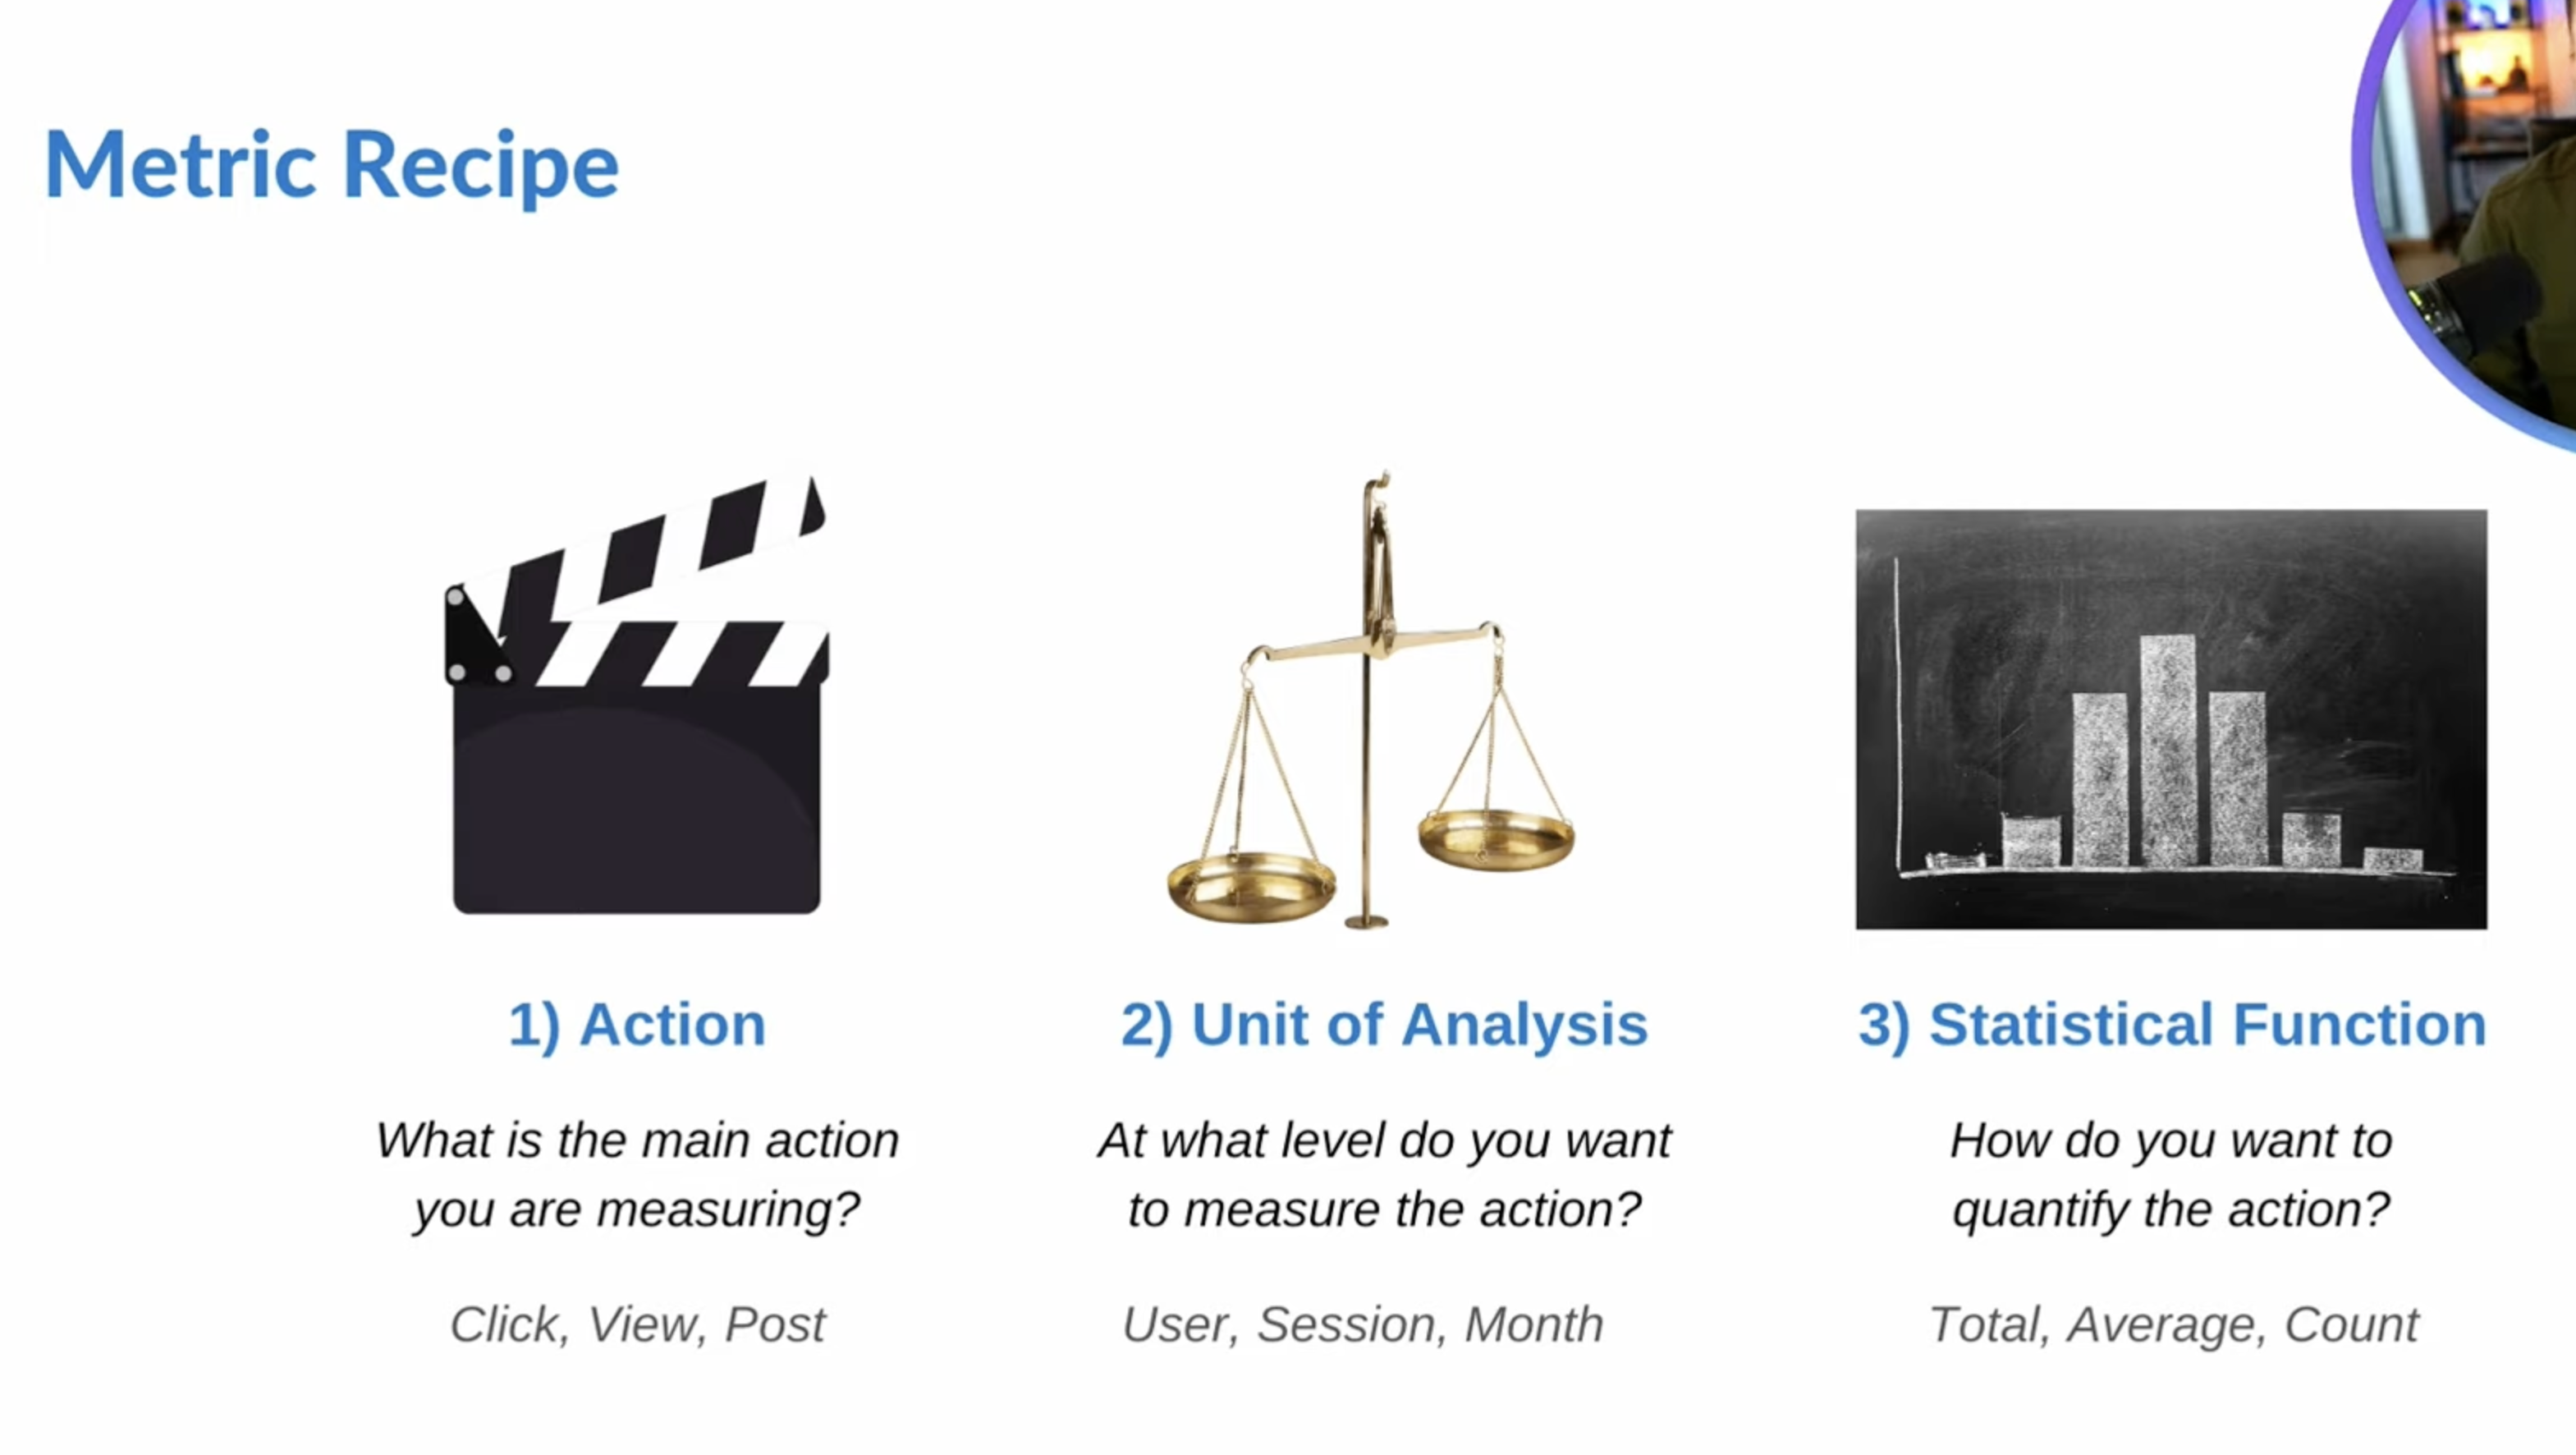 Metric Recipe
1) Action
What is the main action
you are measuring?
Click, View, Post
2) Unit of Analysis
At what level do you want
to measure the action?
User, Session, Month
3) Statistical Function
How do you want to
quantify the action?
Total, Average, Count